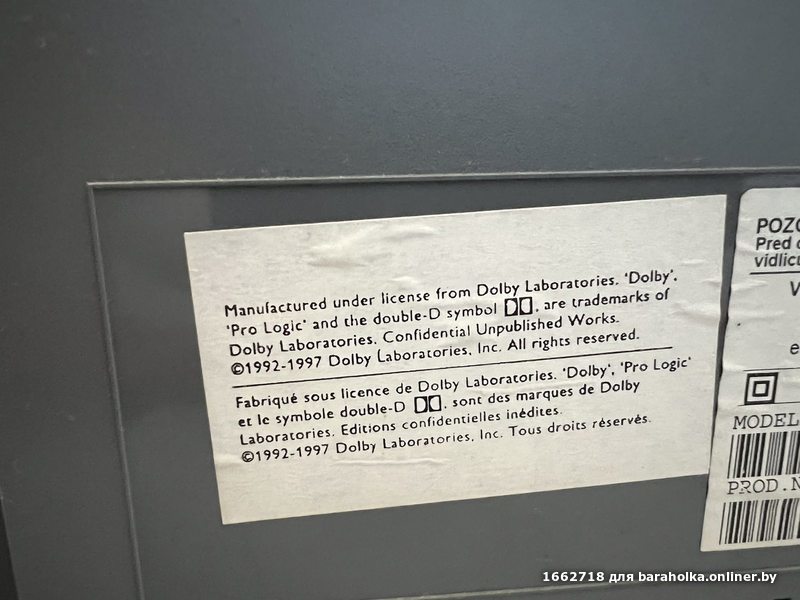 Manufactured under license from Dolby Laboratories. 'Dolby',
'Pro Logic' and the double-D symbol, are trademarks of
Dolby Laboratories. Confidential Unpublished Works.
©1992-1997 Dolby Laboratories, Inc. All rights reserved.
Fabriqué sous licence de Dolby Laboratories. 'Dolby', 'Pro Logic'
et le symbole double-D, sont des marques de Dolby
Laboratories. Editions confidentielles inédites.
©1992-1997 Dolby Laboratories, Inc. Tous droits réservés.
Pred
MODEL
PROD.N
1662718 для baraholka.onliner.by